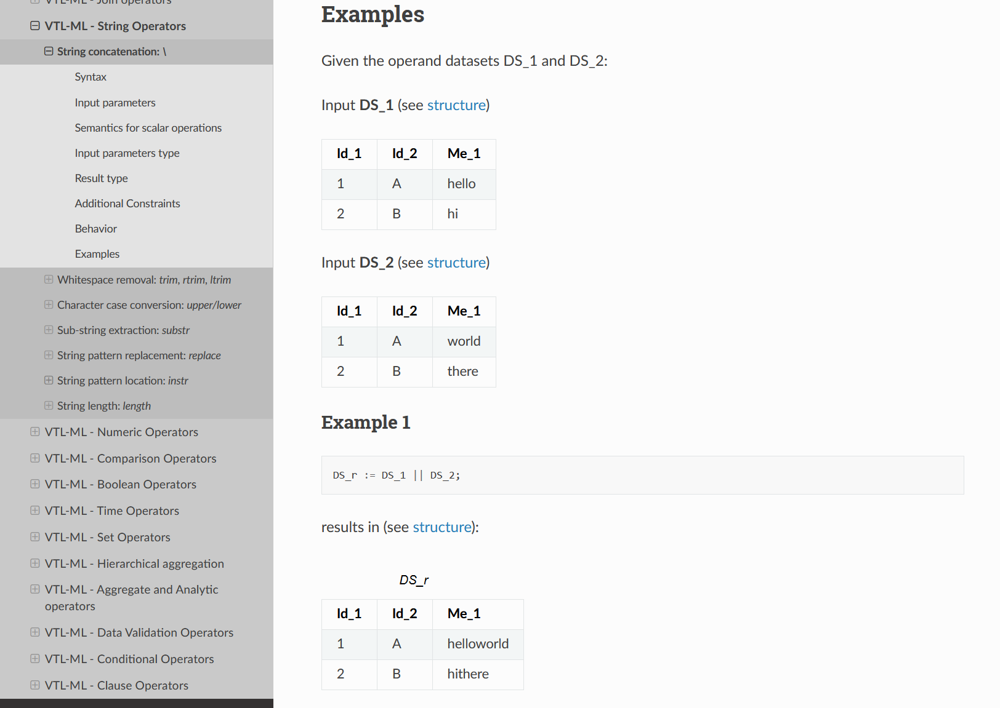 VTL-ML - Join operators
VTL-ML - String Operators
String concatenation: \
Syntax
Input parameters
Semantics for scalar operations
Input parameters type
Result type
Additional Constraints
Behavior
Examples
Whitespace removal: trim, rtrim, ltrim
Character case conversion: upper/lower
Sub-string extraction: substr
String pattern replacement: replace
String pattern location: instr
String length: length
VTL-ML - Numeric Operators
VTL-ML - Comparison Operators
VTL-ML - Boolean Operators
VTL-ML - Time Operators
VTL-ML - Set Operators
VTL-ML - Hierarchical aggregation
VTL-ML - Aggregate and Analytic
operators
VTL-ML - Data Validation Operators
VTL-ML - Conditional Operators
VTL-ML - Clause Operators
Examples
Given the operand datasets DS_1 and DS_2:
Input DS_1 (see structure)
Id_1 Id_2 Me_1
1 A hello
2 B hi
Input DS_2 (see structure)
Id_1 Id_2 Me_1
1 A world
2 B there
Example 1
DS_r := DS_1 || DS_2;
results in (see structure):
DS_r
Id_1 Id_2 Me_1
1 A helloworld
2 B hithere